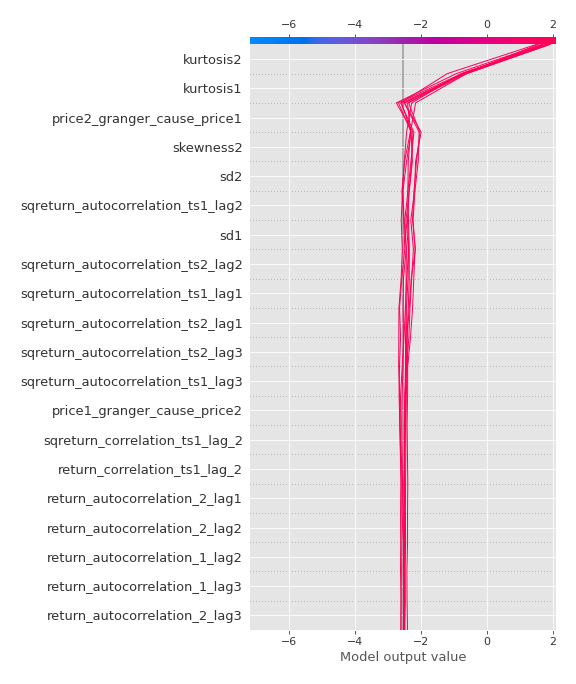 −6 −4 −2 0 2
kurtosis2
kurtosis1
price2_granger_cause_price1
skewness2
sd2
sqreturn_autocorrelation_ts1_lag2
sd1
sqreturn_autocorrelation_ts2_lag2
sqreturn_autocorrelation_ts1_lag1
sqreturn_autocorrelation_ts2_lag1
sqreturn_autocorrelation_ts2_lag3
sqreturn_autocorrelation_ts1_lag3
price1_granger_cause_price2
sqreturn_correlation_ts1_lag_2
return_correlation_ts1_lag_2
return_autocorrelation_2_lag1
return_autocorrelation_2_lag2
return_autocorrelation_1_lag2
return_autocorrelation_1_lag3
return_autocorrelation_2_lag3
−6 −4 −2 0 2
Model output value